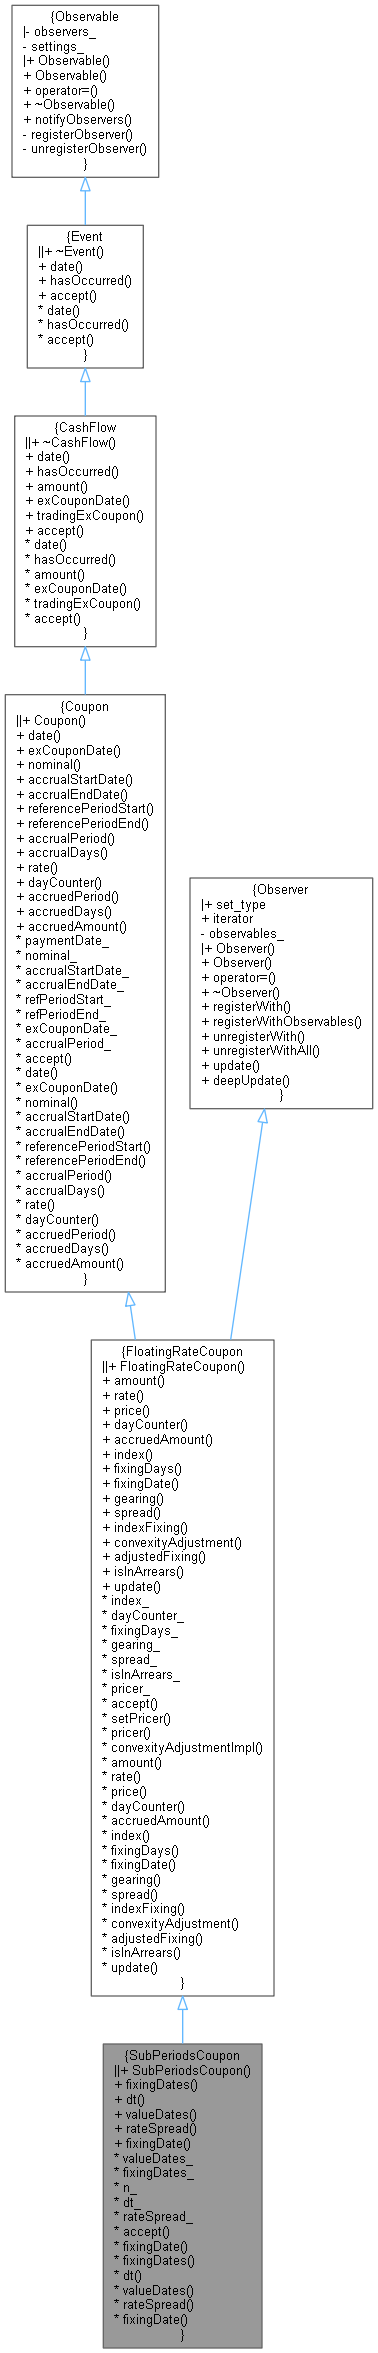 {Observable
|- observers_
- settings_
|+ Observable()
+ Observable()
+ operator=()
+ ~Observable()
+ notifyObservers()
- registerObserver()
- unregisterObserver()
}
{Event
||+ ~Event()
+ date()
+ hasOccurred()
+ accept()
* date()
* hasOccurred()
* accept()
}
{CashFlow
||+ ~CashFlow()
+ date()
+ hasOccurred()
+ amount()
+ exCouponDate()
+ tradingExCoupon()
+ accept()
* date()
* hasOccurred()
* amount()
* exCouponDate()
* tradingExCoupon()
* accept()
}
{Coupon
||+ Coupon()
+ date()
+ exCouponDate()
+ nominal()
+ accrualStartDate()
+ accrualEndDate()
+ referencePeriodStart()
+ referencePeriodEnd()
+ accrualPeriod()
+ accrualDays()
+ rate()
+ dayCounter()
+ accruedPeriod()
+ accruedDays()
+ accruedAmount()
* paymentDate_
* nominal_
* accrualStartDate_
* accrualEndDate_
* refPeriodStart_
* refPeriodEnd_
* exCouponDate_
* accrualPeriod_
* accept()
* date()
* exCouponDate()
* nominal()
* accrualStartDate()
* accrualEndDate()
* referencePeriodStart()
* referencePeriodEnd()
* accrualPeriod()
* accrualDays()
* rate()
* dayCounter()
* accruedPeriod()
* accruedDays()
* accruedAmount()
}
{Observer
|+ set_type
+ iterator
- observables_
|+ Observer()
+ Observer()
+ operator=()
+ ~Observer()
+ registerWith()
+ registerWithObservables()
+ unregisterWith()
+ unregisterWithAll()
+ update()
+ deepUpdate()
}
{FloatingRateCoupon
||+ FloatingRateCoupon()
+ amount()
+ rate()
+ price()
+ dayCounter()
+ accruedAmount()
+ index()
+ fixingDays()
+ fixingDate()
+ gearing()
+ spread()
+ indexFixing()
+ convexityAdjustment()
+ adjustedFixing()
+ isInArrears()
+ update()
* index_
* dayCounter_
* fixingDays_
* gearing_
* spread_
* isInArrears_
* pricer_
* accept()
* setPricer()
* pricer()
* convexityAdjustmentImpl()
* amount()
* rate()
* price()
* dayCounter()
* accruedAmount()
* index()
* fixingDays()
* fixingDate()
* gearing()
* spread()
* indexFixing()
* convexityAdjustment()
* adjustedFixing()
* isInArrears()
* update()
}
{SubPeriodsCoupon
||+ SubPeriodsCoupon()
+ fixingDates()
+ dt()
+ valueDates()
+ rateSpread()
+ fixingDate()
* valueDates_
* fixingDates_
* n_
* dt_
* rateSpread_
* accept()
* fixingDate()
* fixingDates()
* dt()
* valueDates()
* rateSpread()
* fixingDate()
}